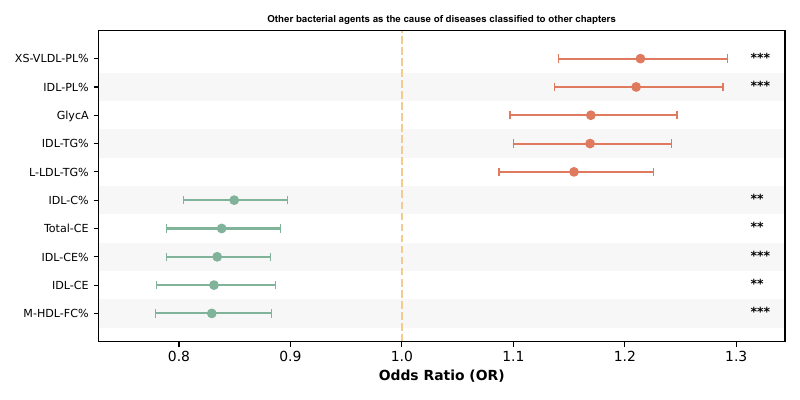 Other bacterial agents as the cause of diseases classified to other chapters
XS-VLDL-PL% ***
IDL-PL% ***
GlycA
IDL-TG%
L-LDL-TG%
IDL-C% **
Total-CE **
IDL-CE% ***
IDL-CE **
M-HDL-FC% ***
0.8 0.9 1.0 1.1 1.2 1.3
Odds Ratio (OR)